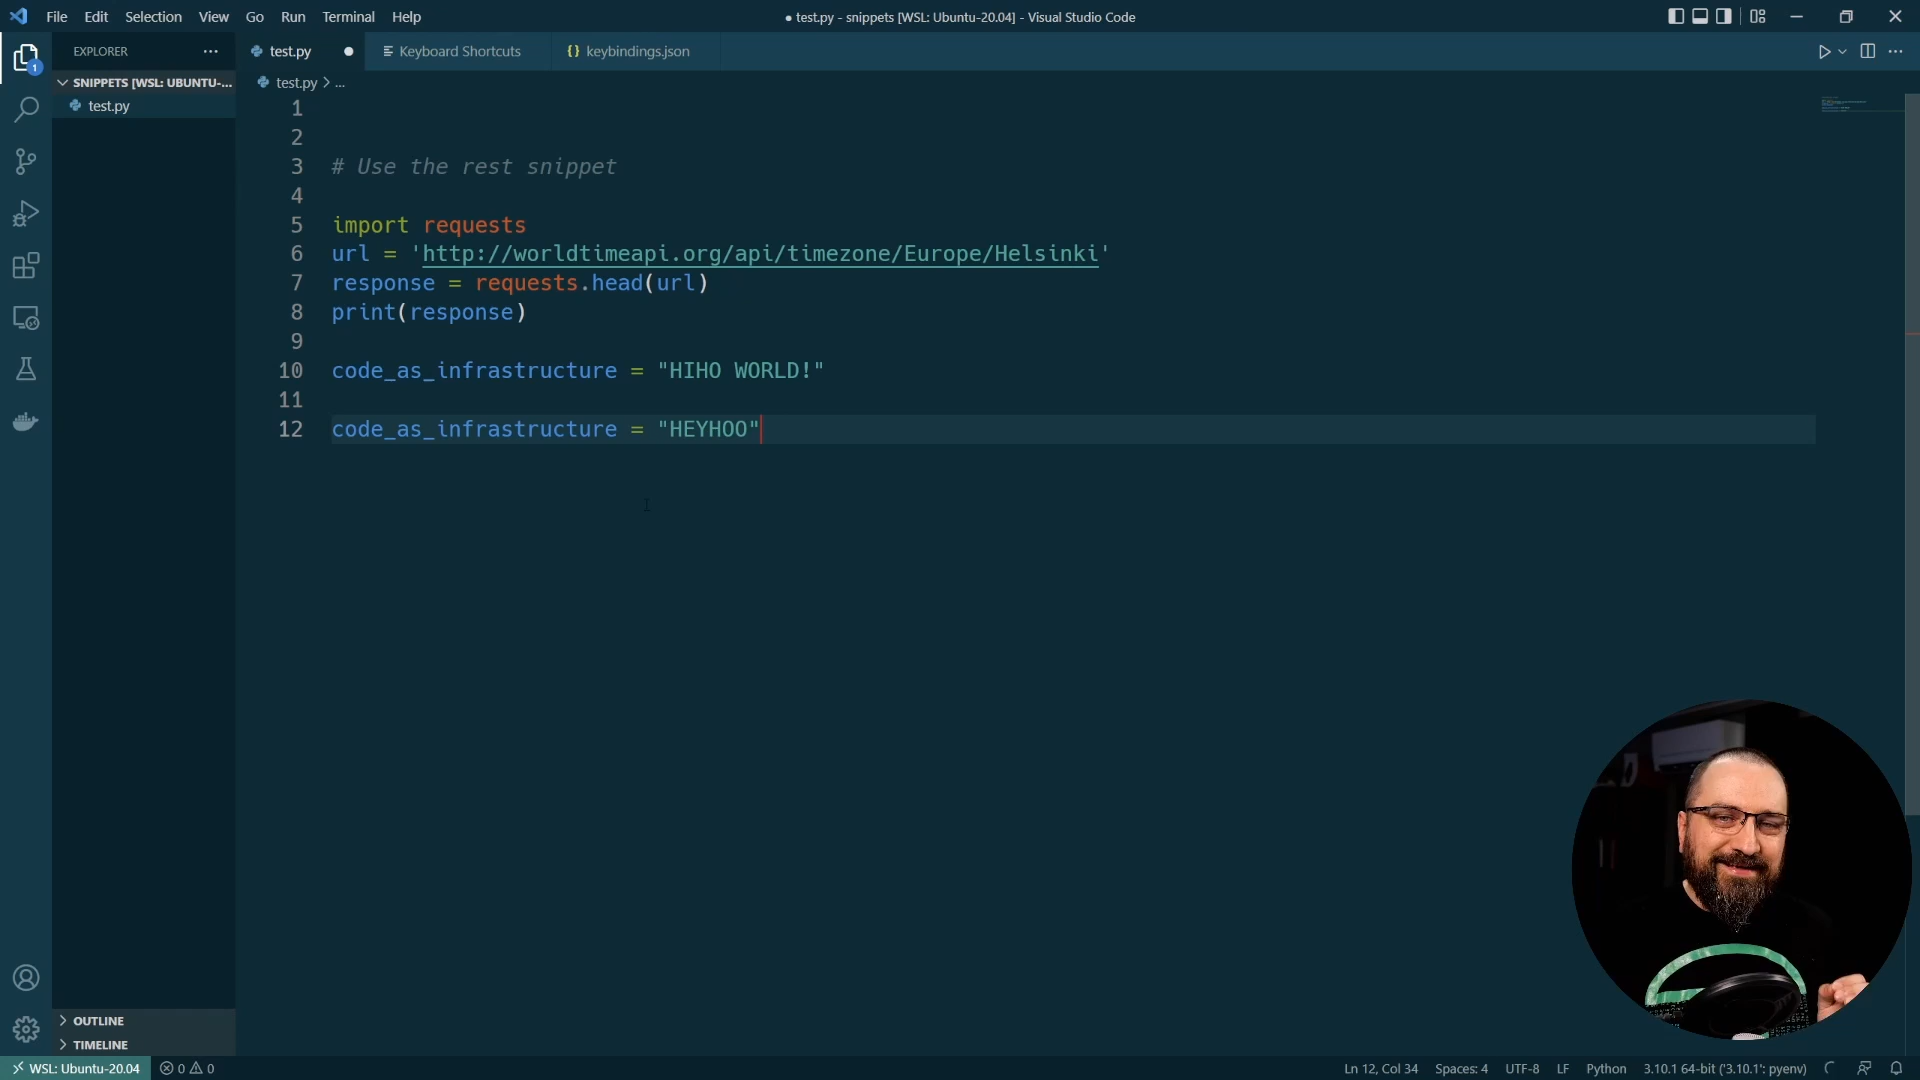 File Edit Selection View Go Run Terminal Help
● test.py - snippets [WSL: Ubuntu-20.04] - Visual Studio Code
EXPLORER
test.py
Keyboard Shortcuts
{} keybindings.json
SNIPPETS [WSL: UBUNTU-...
test.py > ...
test.py
1
2
3 # Use the rest snippet
4
5 import requests
6 url = 'http://worldtimeapi.org/api/timezone/Europe/Helsinki'
7 response = requests.head(url)
8 print(response)
9
10 code_as_infrastructure = "HIHO WORLD!"
11
12 code_as_infrastructure = "HEYHOO"
1
OUTLINE
TIMELINE
WSL: Ubuntu-20.04 0 0 Ln 12, Col 34 Spaces: 4 UTF-8 LF Python 3.10.1 64-bit ('3.10.1': pyenv)